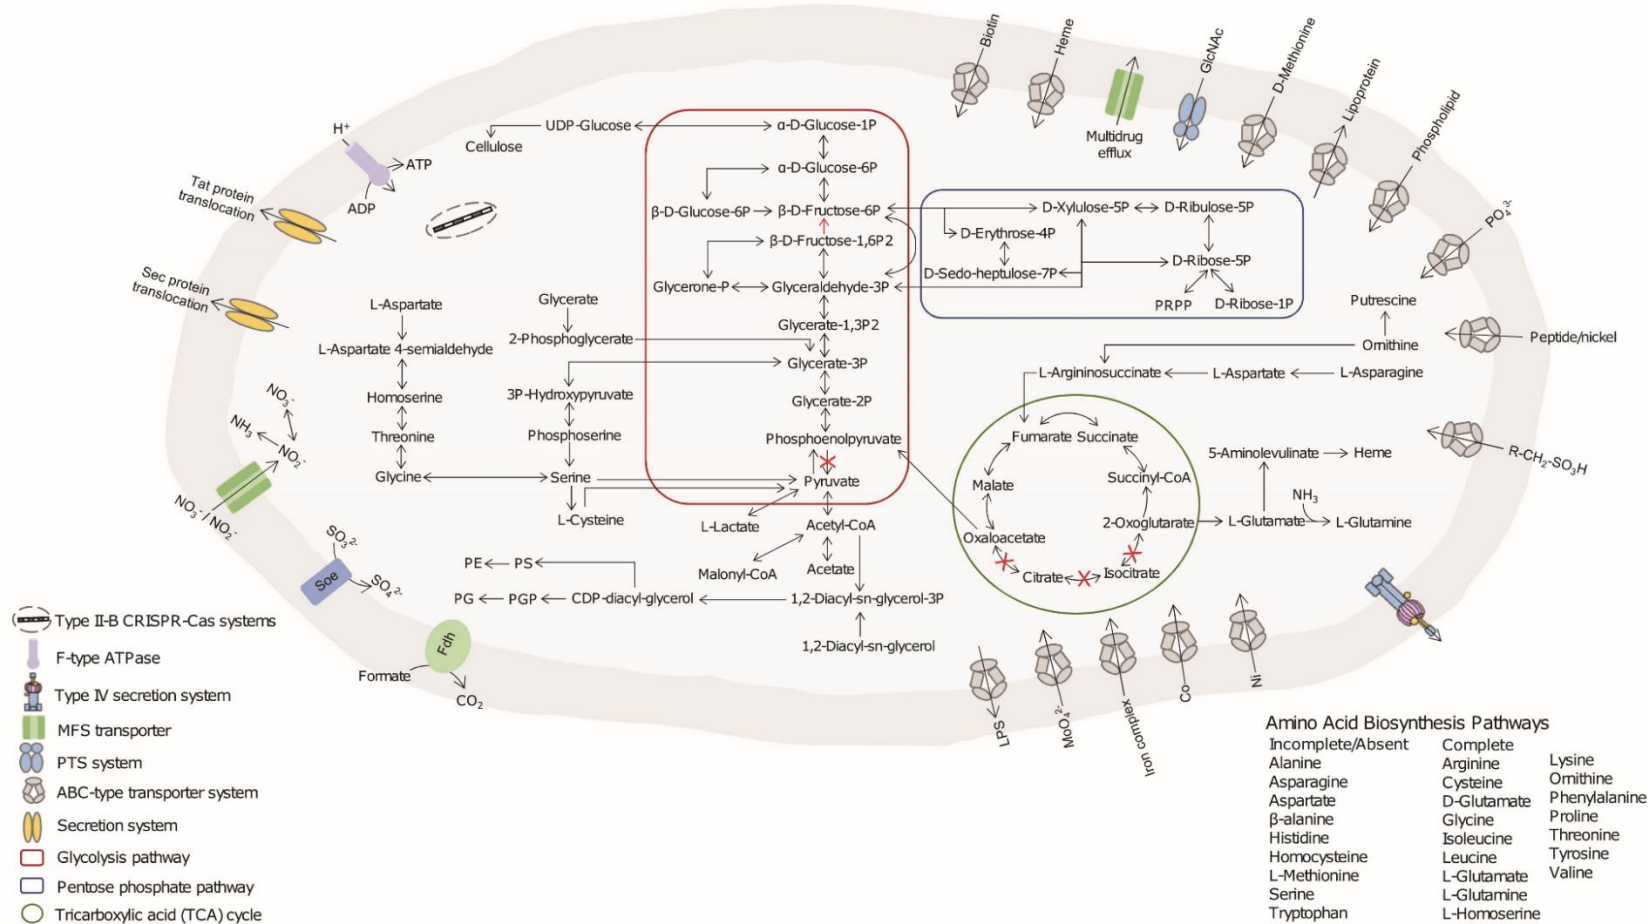 Biotin
Heme
Multidrug
efflux
GlcNAc
D-Methionine
Lipoprotein
Phospholipid
PO₄³⁻
Peptide/nickel
R-CH₂-SO₃H
H⁺
ATP
ADP
Tat protein
translocation
Sec protein
translocation
UDP-Glucose
Cellulose
α-D-Glucose-1P
α-D-Glucose-6P
β-D-Glucose-6P
β-D-Fructose-6P
β-D-Fructose-1,6P2
Glycerone-P
Glyceraldehyde-3P
Glycerate-1,3P2
Glycerate-3P
Glycerate-2P
Phosphoenolpyruvate
Pyruvate
D-Xylulose-5P
D-Ribulose-5P
D-Erythrose-4P
D-Sedo-heptulose-7P
D-Ribose-5P
PRPP
D-Ribose-1P
L-Aspartate
L-Aspartate 4-semialdehyde
Homoserine
Threonine
Glycine
Glycerate
2-Phosphoglycerate
3P-Hydroxypyruvate
Phosphoserine
Serine
L-Cysteine
Putrescine
Ornithine
L-Argininosuccinate
L-Aspartate
L-Asparagine
Fumarate
Succinate
Malate
Succinyl-CoA
Oxaloacetate
2-Oxoglutarate
Citrate
Isocitrate
5-Aminolevulinate
Heme
NH₃
L-Glutamate
L-Glutamine
NO₃⁻
NH₃
NO₂⁻
NO₃⁻/NO₂⁻
SO₃²⁻
Soe
SO₄²⁻
L-Lactate
Acetyl-CoA
Malonyl-CoA
Acetate
PE
PS
PG
PGP
CDP-diacyl-glycerol
1,2-Diacyl-sn-glycerol-3P
1,2-Diacyl-sn-glycerol
Fdh
Formate
CO₂
LPS
MoO₄²⁻
Iron complex
Co
Ni
Type II-B CRISPR-Cas systems
F-type ATPase
Type IV secretion system
MFS transporter
PTS system
ABC-type transporter system
Secretion system
Glycolysis pathway
Pentose phosphate pathway
Tricarboxylic acid (TCA) cycle
Amino Acid Biosynthesis Pathways
Incomplete/Absent
Alanine
Asparagine
Aspartate
β-alanine
Histidine
Homocysteine
L-Methionine
Serine
Tryptophan
Complete
Arginine
Cysteine
D-Glutamate
Glycine
Isoleucine
Leucine
L-Glutamate
L-Glutamine
L-Homoserine
Lysine
Ornithine
Phenylalanine
Proline
Threonine
Tyrosine
Valine